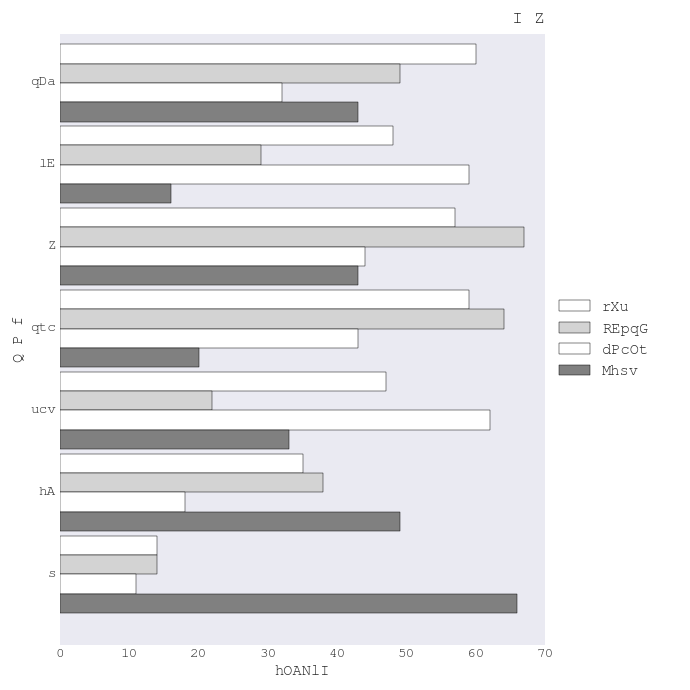 I Z
qDa
lE
Z
qtc
ucv
hA
s
Q P f
0 10 20 30 40 50 60 70
hOANlI
rXu
REpqG
dPcOt
Mhsv